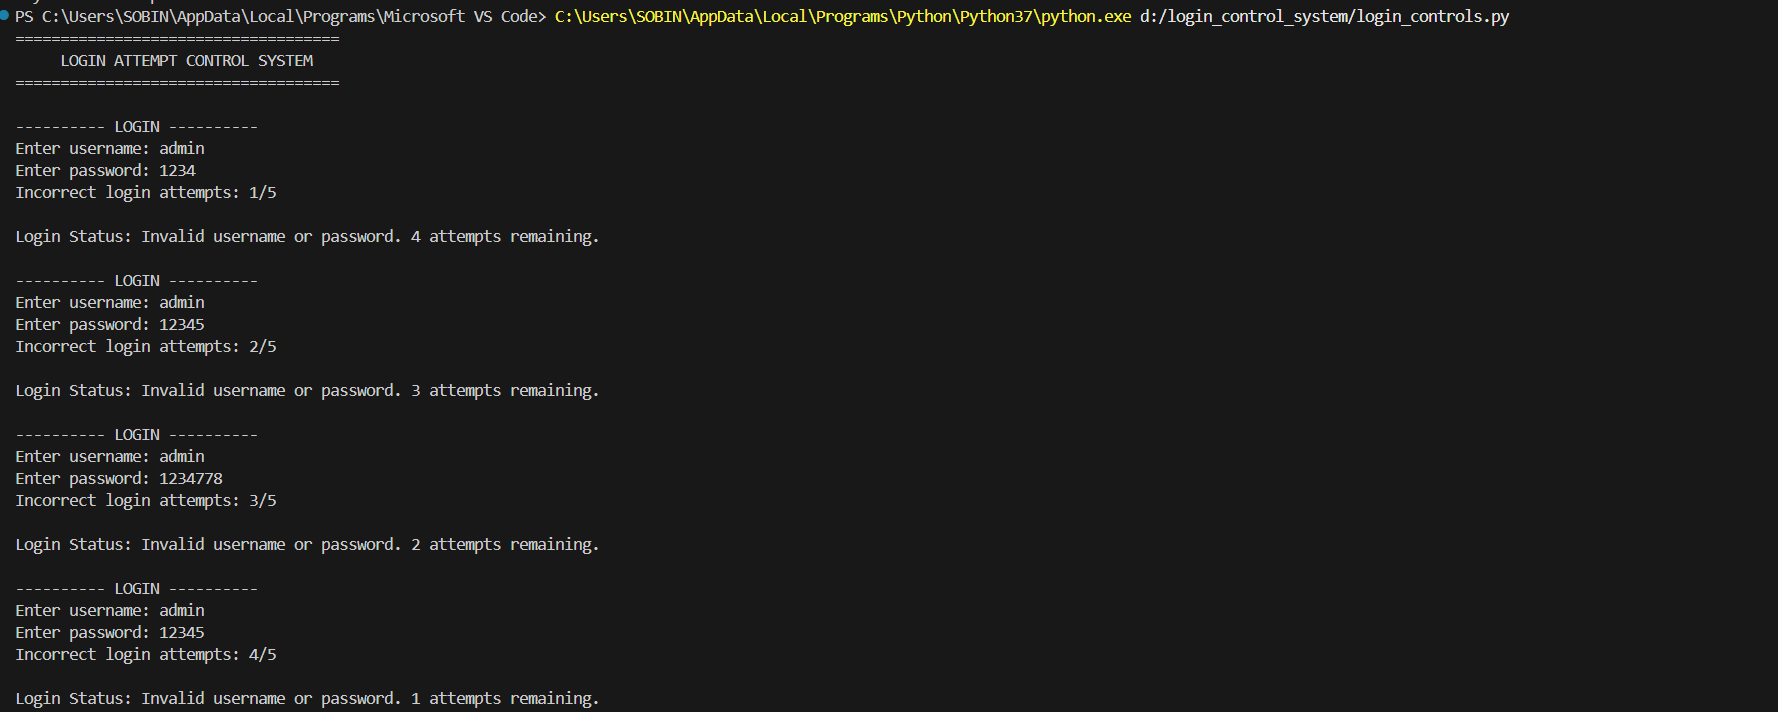 PS C:\Users\SOBIN\AppData\Local\Programs\Microsoft VS Code> C:\Users\SOBIN\AppData\Local\Programs\Python\Python37\python.exe d:/login_control_system/login_controls.py
====================================
     LOGIN ATTEMPT CONTROL SYSTEM
====================================

---------- LOGIN ----------
Enter username: admin
Enter password: 1234
Incorrect login attempts: 1/5

Login Status: Invalid username or password. 4 attempts remaining.

---------- LOGIN ----------
Enter username: admin
Enter password: 12345
Incorrect login attempts: 2/5

Login Status: Invalid username or password. 3 attempts remaining.

---------- LOGIN ----------
Enter username: admin
Enter password: 1234778
Incorrect login attempts: 3/5

Login Status: Invalid username or password. 2 attempts remaining.

---------- LOGIN ----------
Enter username: admin
Enter password: 12345
Incorrect login attempts: 4/5

Login Status: Invalid username or password. 1 attempts remaining.